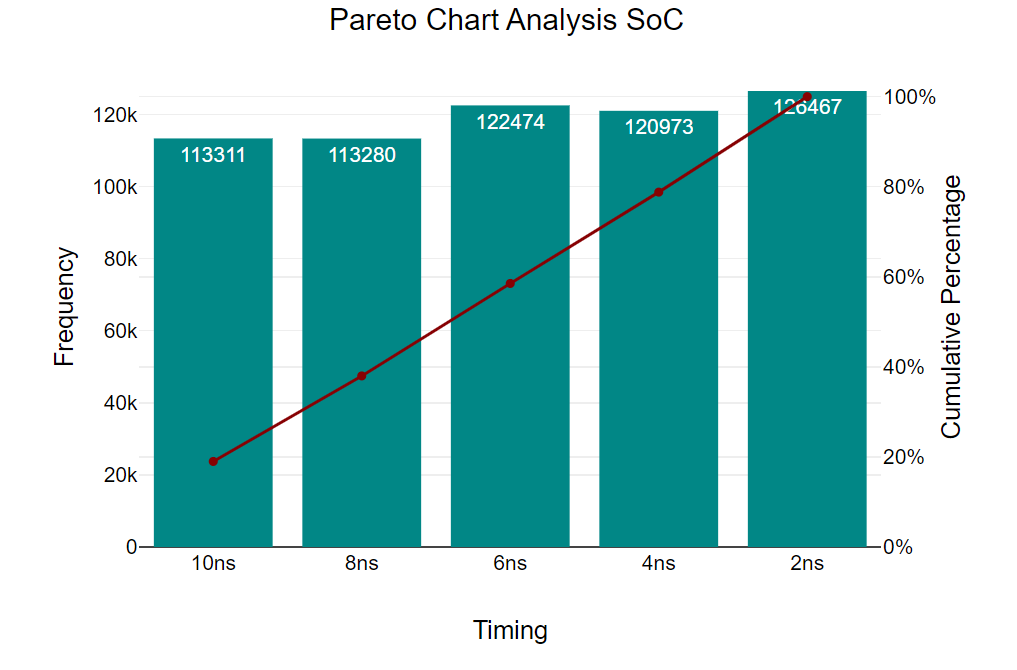 Pareto Chart Analysis SoC
120k
100k
80k
60k
40k
20k
0
Frequency
113311
113280
122474
120973
126467
100%
80%
60%
40%
20%
0%
Cumulative Percentage
10ns
8ns
6ns
4ns
2ns
Timing